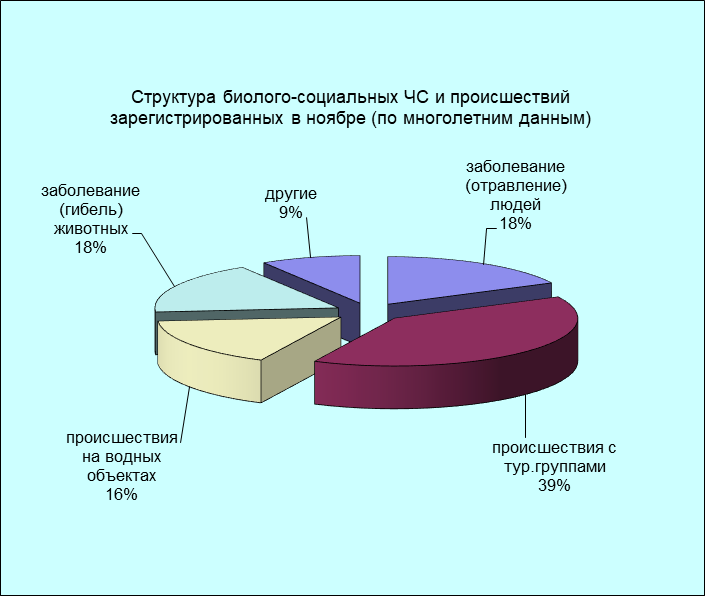 Структура биолого-социальных ЧС и происшествий
зарегистрированных в ноябре (по многолетним данным)
заболевание
(гибель)
животных
18%
другие
9%
заболевание
(отравление)
людей
18%
происшествия
на водных
объектах
16%
происшествия с
тур.группами
39%